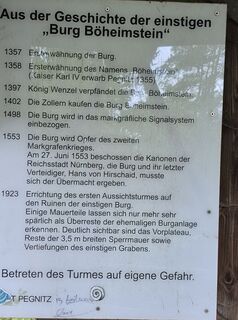 Aus der Geschichte der einstigen
„Burg Böheimstein“
1357 Ersterwähnung der Burg.
1358 Ersterwähnung des Namens Böheimstein
(Kaiser Karl IV erwarb Pegnitz 1355)
1397 König Wenzel verpfändet die Burg Böheimstein.
1402 Die Zollern kaufen die Burg Böheimstein.
1498 Die Burg wird in das markgräfliche Signalsystem
einbezogen.
1553 Die Burg wird Opfer des zweiten
Markgrafenkrieges.
Am 27. Juni 1553 beschossen die Kanonen der
Reichsstadt Nürnberg, die Burg und ihr letzter
Verteidiger, Hans von Hirschaid, musste
sich der Übermacht ergeben.
1923 Errichtung des ersten Aussichtsturmes auf
den Ruinen der einstigen Burg.
Einige Mauerteile lassen sich nur mehr sehr
spärlich als Überreste der ehemaligen Burganlage
erkennen. Deutlich sichtbar sind das Vorplateau,
Reste der 3,5 m breiten Sperrmauer sowie
Vertiefungen des einstigen Grabens.
Betreten des Turmes auf eigene Gefahr.
T PEGNITZ